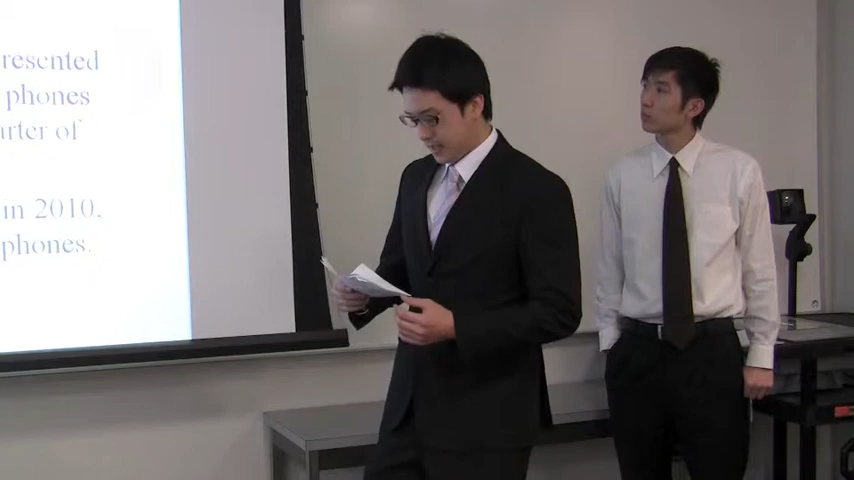 resented
phones
arter of
in 2010,
phones.